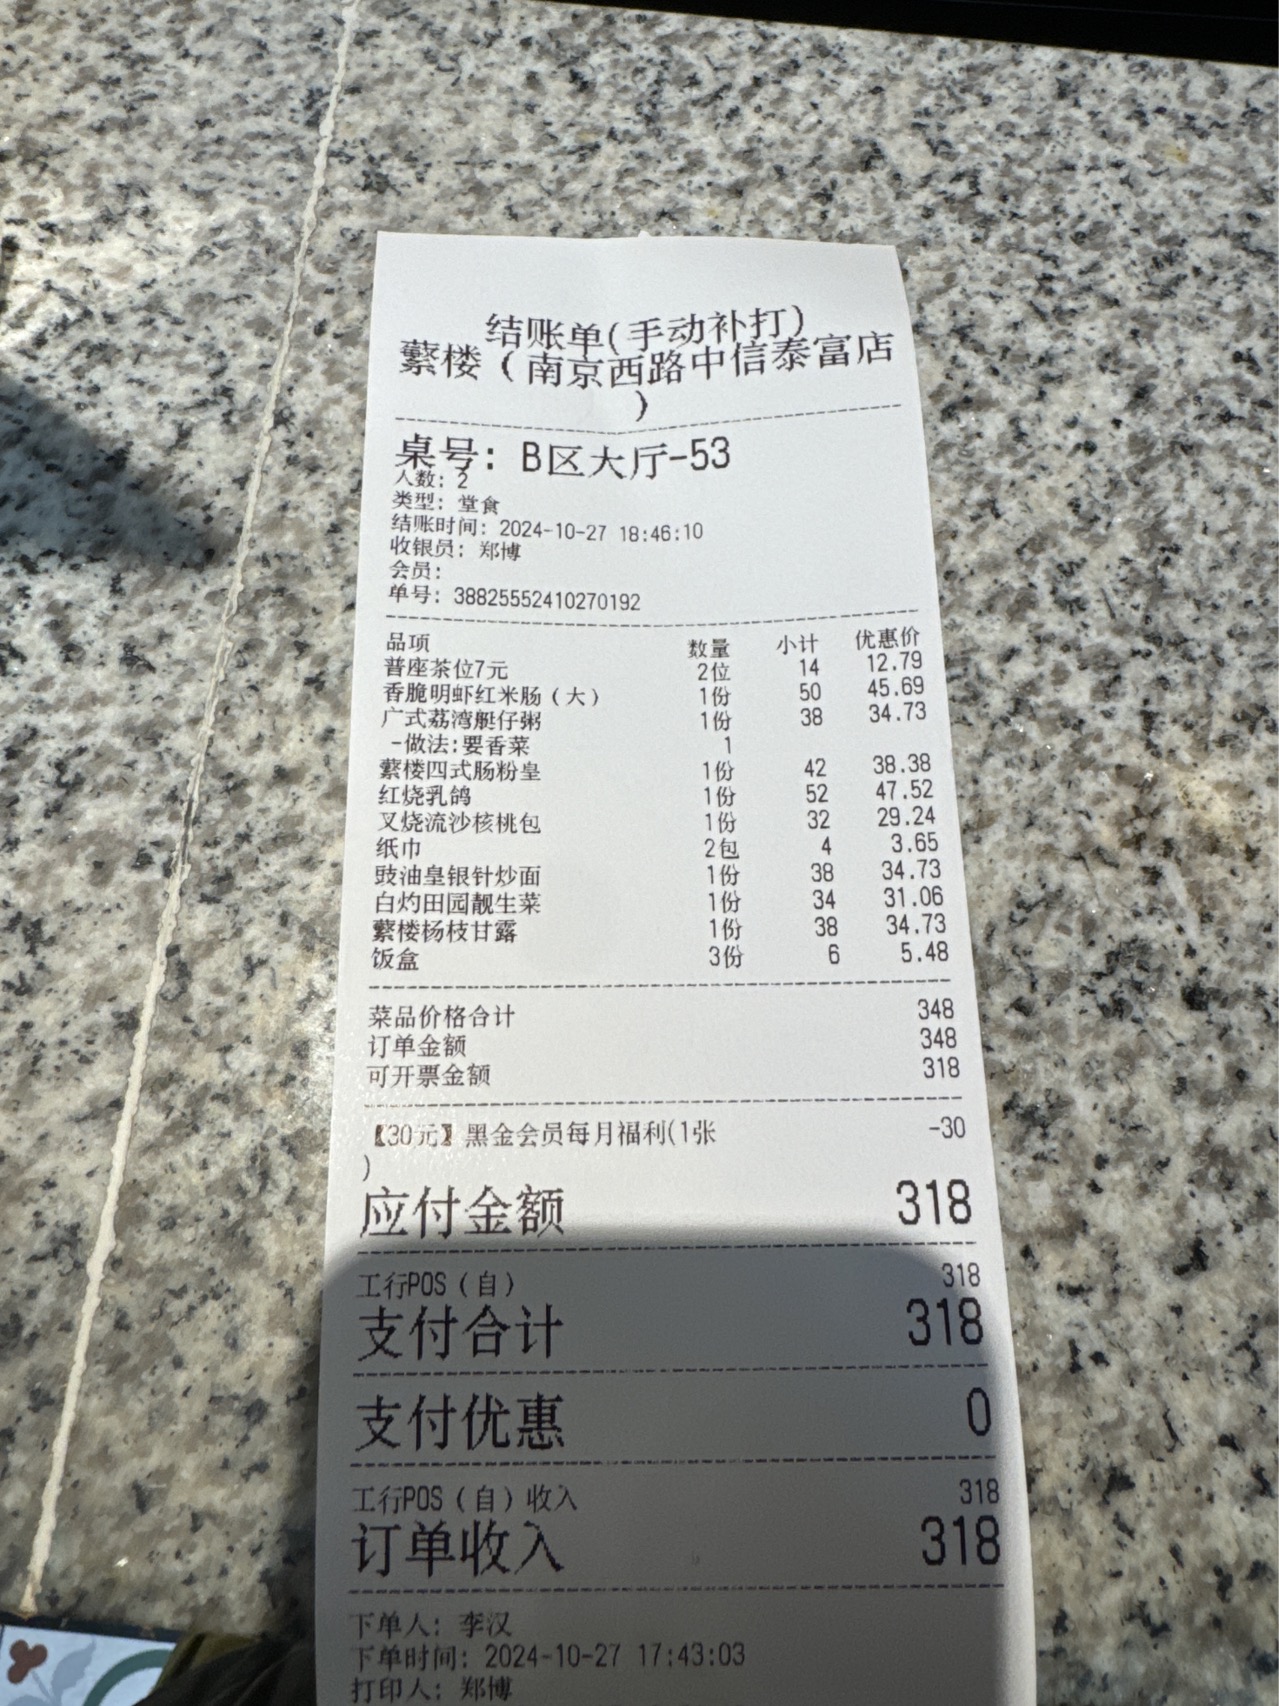 结账单(手动补打)
蘩楼（南京西路中信泰富店
）
桌号: B区大厅-53
人数: 2
类型: 堂食
结账时间: 2024-10-27 18:46:10
收银员: 郑博
会员:
单号: 38825552410270192
品项 数量 小计 优惠价
普座茶位7元 2位 14 12.79
香脆明虾红米肠（大） 1份 50 45.69
广式荔湾艇仔粥 1份 38 34.73
-做法:要香菜 1
蘩楼四式肠粉皇 1份 42 38.38
红烧乳鸽 1份 52 47.52
叉烧流沙核桃包 1份 32 29.24
纸巾 2包 4 3.65
豉油皇银针炒面 1份 38 34.73
白灼田园靓生菜 1份 34 31.06
蘩楼杨枝甘露 1份 38 34.73
饭盒 3份 6 5.48
菜品价格合计 348
订单金额 348
可开票金额 318
【30元】黑金会员每月福利(1张 -30
)
应付金额 318
工行POS（自） 318
支付合计 318
支付优惠 0
工行POS（自）收入 318
订单收入 318
下单人: 李汉
下单时间: 2024-10-27 17:43:03
打印人: 郑博